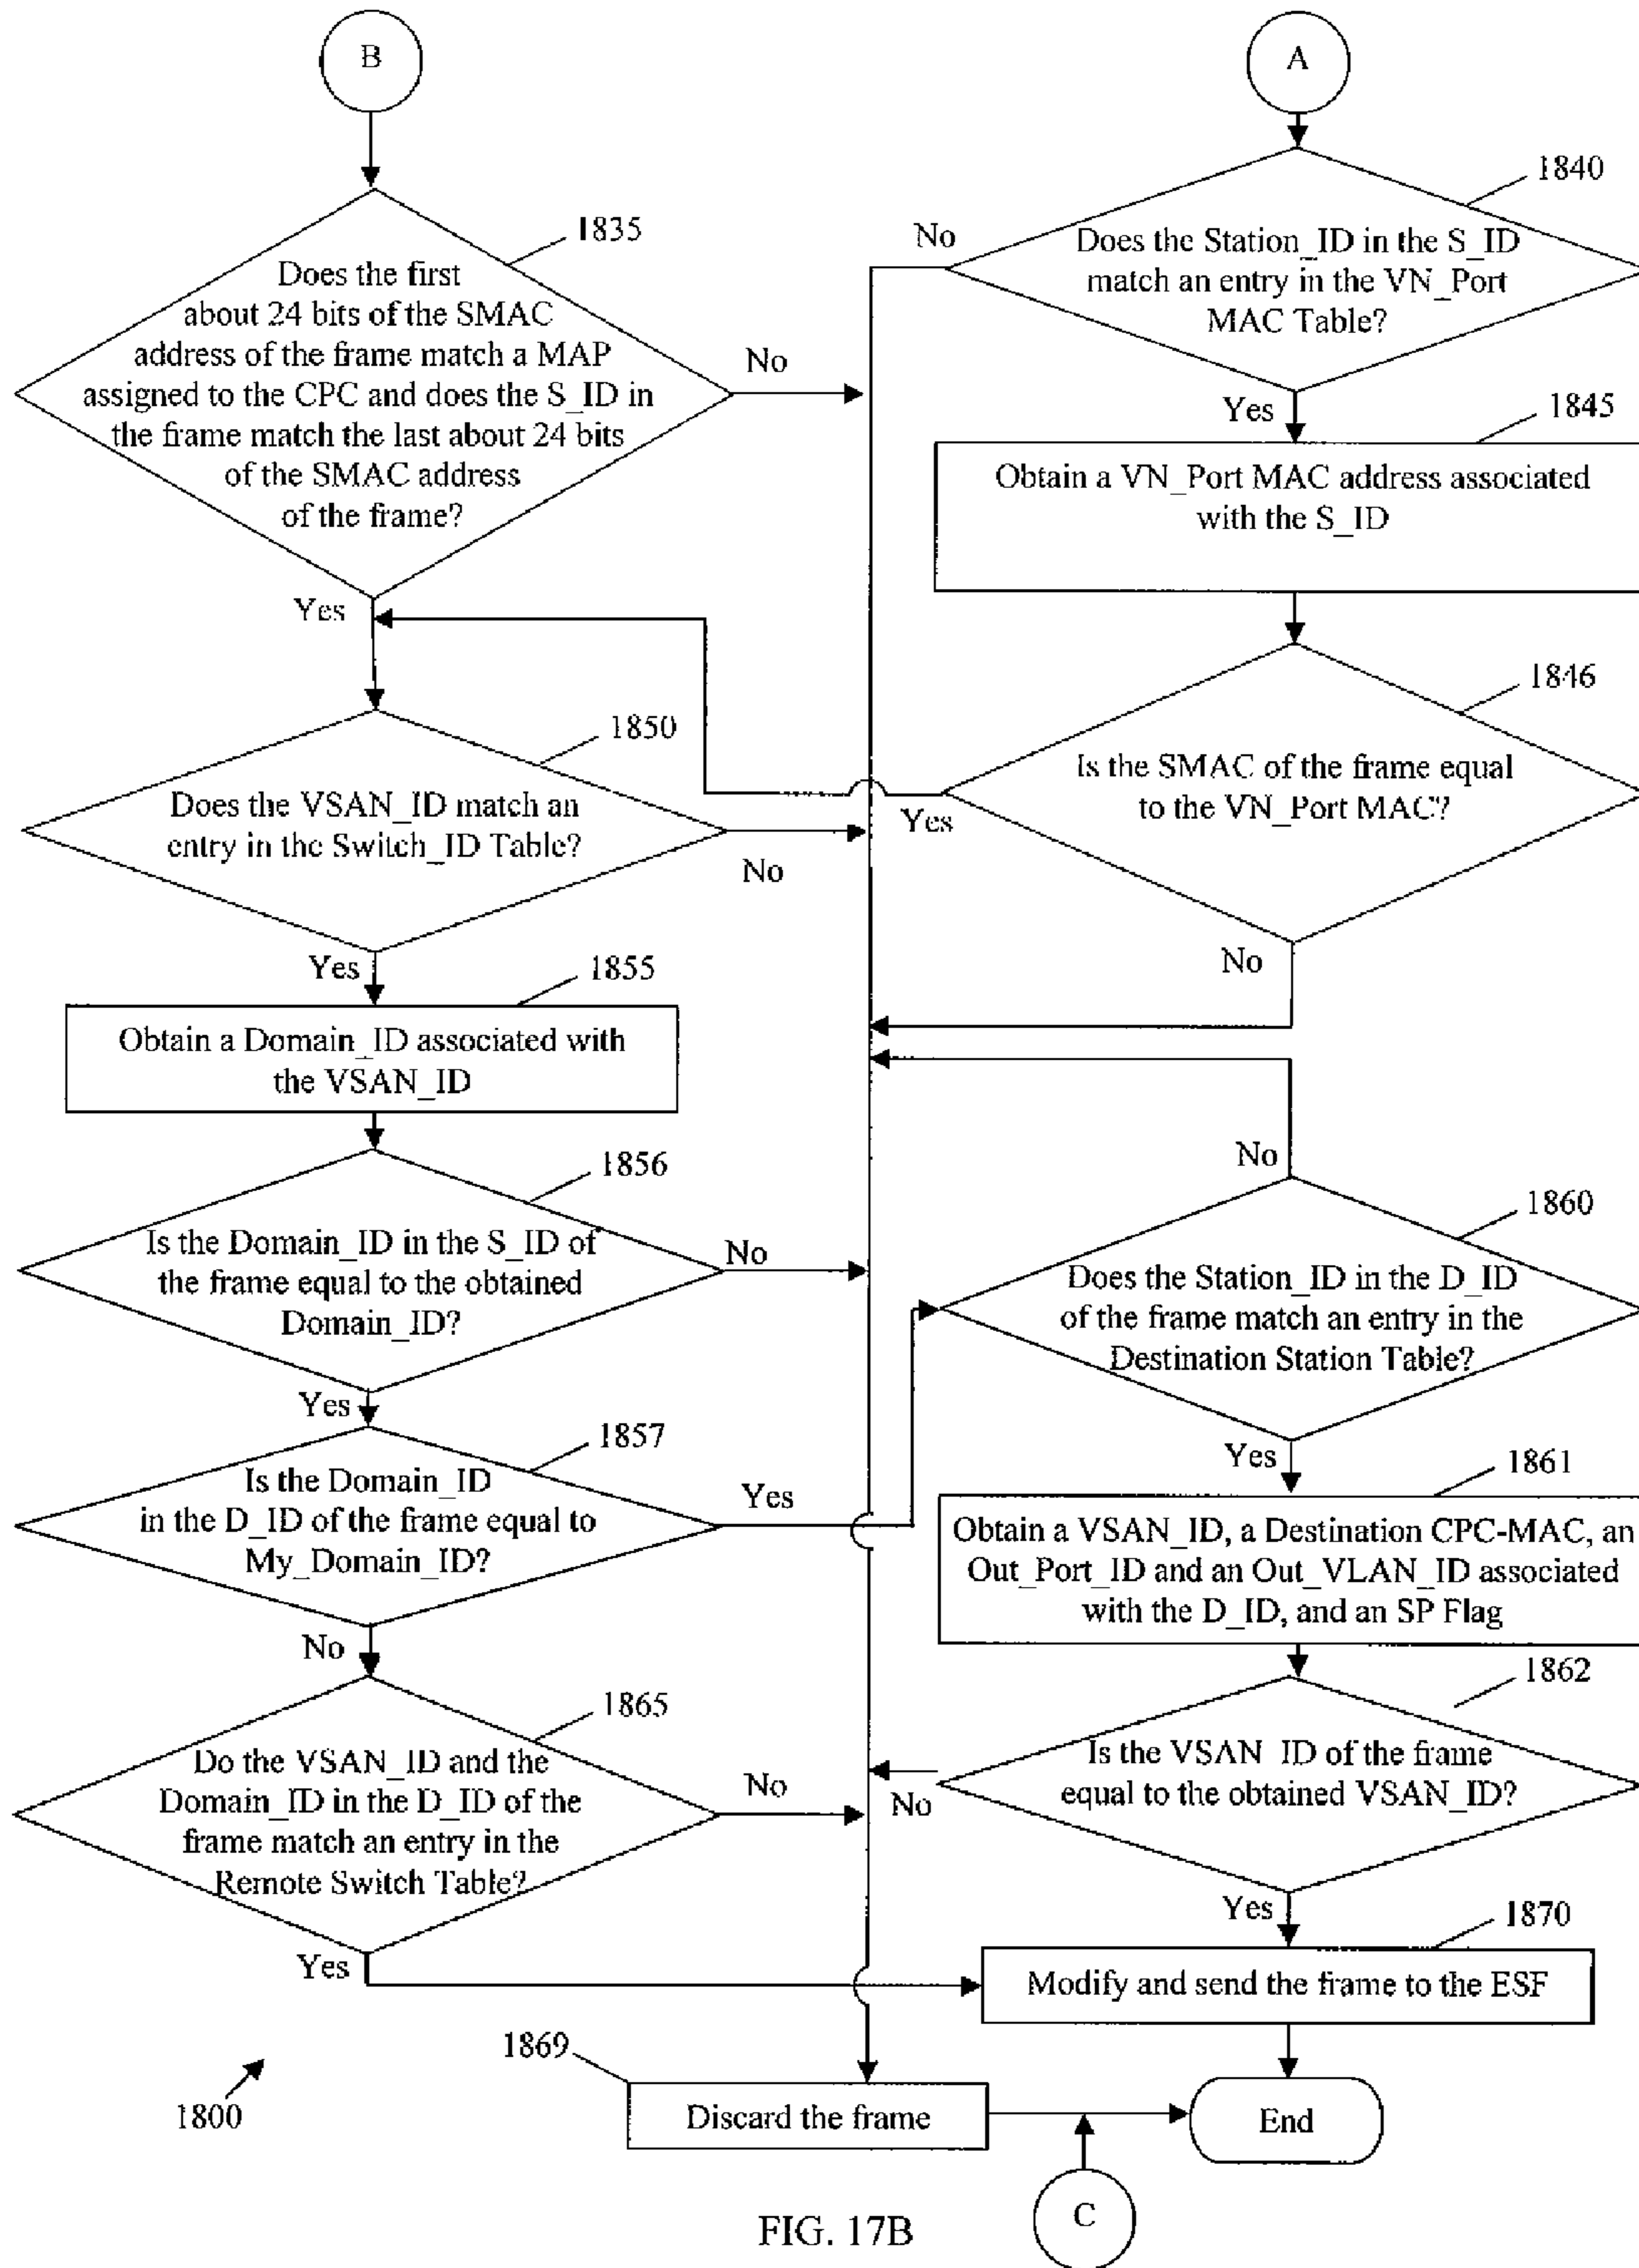 B
A
1835
1840
Does the first
about 24 bits of the SMAC
address of the frame match a MAP
assigned to the CPC and does the S_ID in
the frame match the last about 24 bits
of the SMAC address
of the frame?
No
Yes
No
Does the Station_ID in the S_ID
match an entry in the VN_Port
MAC Table?
Yes
1845
Obtain a VN_Port MAC address associated
with the S_ID
1846
Is the SMAC of the frame equal
to the VN_Port MAC?
Yes
No
1850
Does the VSAN_ID match an
entry in the Switch_ID Table?
No
Yes
1855
Obtain a Domain_ID associated with
the VSAN_ID
1856
Is the Domain_ID in the S_ID of
the frame equal to the obtained
Domain_ID?
No
Yes
1857
Is the Domain_ID
in the D_ID of the frame equal to
My_Domain_ID?
Yes
No
No
1860
Does the Station_ID in the D_ID
of the frame match an entry in the
Destination Station Table?
Yes
1861
Obtain a VSAN_ID, a Destination CPC-MAC, an
Out_Port_ID and an Out_VLAN_ID associated
with the D_ID, and an SP Flag
1862
Is the VSAN_ID of the frame
equal to the obtained VSAN_ID?
No
Yes
1865
Do the VSAN_ID and the
Domain_ID in the D_ID of the
frame match an entry in the
Remote Switch Table?
No
Yes
1870
Modify and send the frame to the ESF
1869
Discard the frame
End
1800
C
FIG. 17B